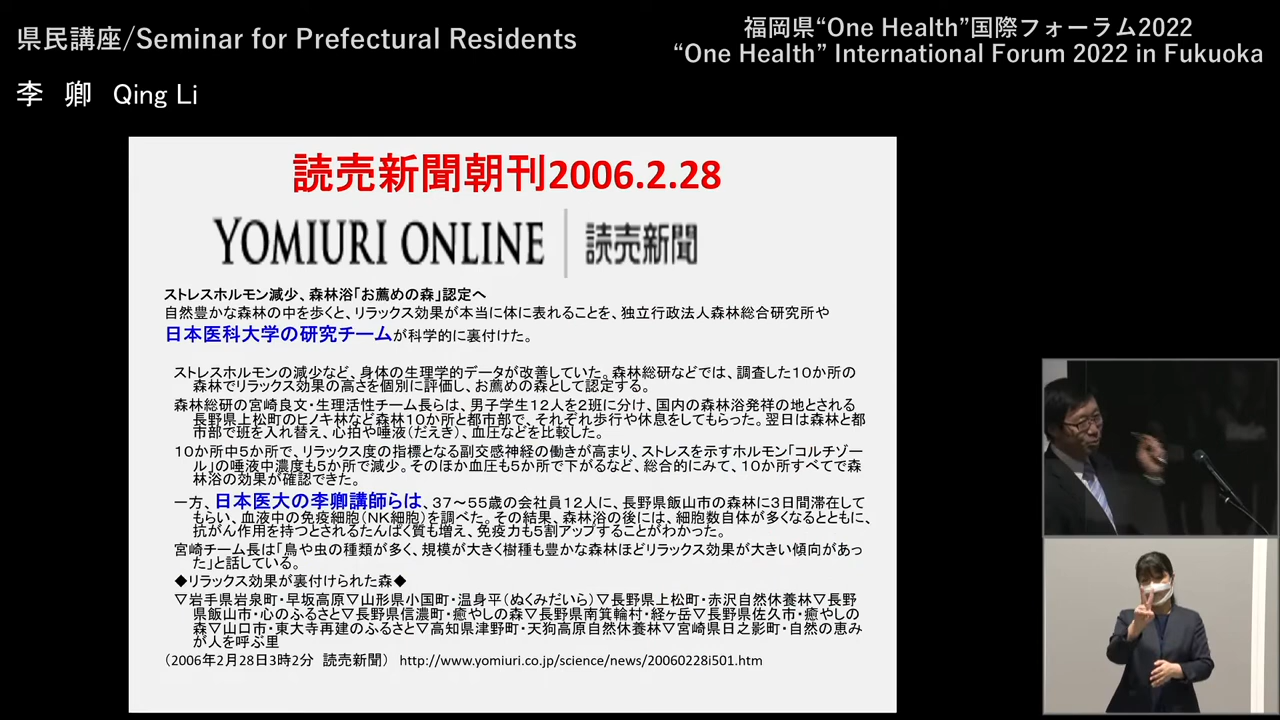 県民講座/Seminar for Prefectural Residents
福岡県“One Health”国際フォーラム2022
“One Health” International Forum 2022 in Fukuoka
李　卿　Qing Li
読売新聞朝刊2006.2.28
YOMIURI ONLINE 読売新聞
ストレスホルモン減少、森林浴「お薦めの森」認定へ
自然豊かな森林の中を歩くと、リラックス効果が本当に体に表れることを、独立行政法人森林総合研究所や
日本医科大学の研究チームが科学的に裏付けた。
ストレスホルモンの減少など、身体の生理学的データが改善していた。森林総研などでは、調査した１０か所の
森林でリラックス効果の高さを個別に評価し、お薦めの森として認定する。
森林総研の宮崎良文・生理活性チーム長らは、男子学生１２人を２班に分け、国内の森林浴発祥の地とされる
長野県上松町のヒノキ林など森林１０か所と都市部で、それぞれ歩行や休息をしてもらった。翌日は森林と都
市部で班を入れ替え、心拍や唾液（だえき）、血圧などを比較した。
１０か所中５か所で、リラックス度の指標となる副交感神経の働きが高まり、ストレスを示すホルモン「コルチゾー
ル」の唾液中濃度も５か所で減少。そのほか血圧も５か所で下がるなど、総合的にみて、１０か所すべてで森
林浴の効果が確認できた。
一方、日本医大の李卿講師らは、３７～５５歳の会社員１２人に、長野県飯山市の森林に３日間滞在して
もらい、血液中の免疫細胞（ＮＫ細胞）を調べた。その結果、森林浴の後には、細胞数自体が多くなるとともに、
抗がん作用を持つとされるたんぱく質も増え、免疫力も５割アップすることがわかった。
宮崎チーム長は「鳥や虫の種類が多く、規模が大きく樹種も豊かな森林ほどリラックス効果が大きい傾向があっ
た」と話している。
◆リラックス効果が裏付けられた森◆
▽岩手県岩泉町・早坂高原▽山形県小国町・温身平（ぬくみだいら）▽長野県上松町・赤沢自然休養林▽長野
県飯山市・心のふるさと▽長野県信濃町・癒やしの森▽長野県南箕輪村・経ヶ岳▽長野県佐久市・癒やしの
森▽山口市・東大寺再建のふるさと▽高知県津野町・天狗高原自然休養林▽宮崎県日之影町・自然の恵み
が人を呼ぶ里
（2006年2月28日3時2分　読売新聞）　http://www.yomiuri.co.jp/science/news/20060228i501.htm